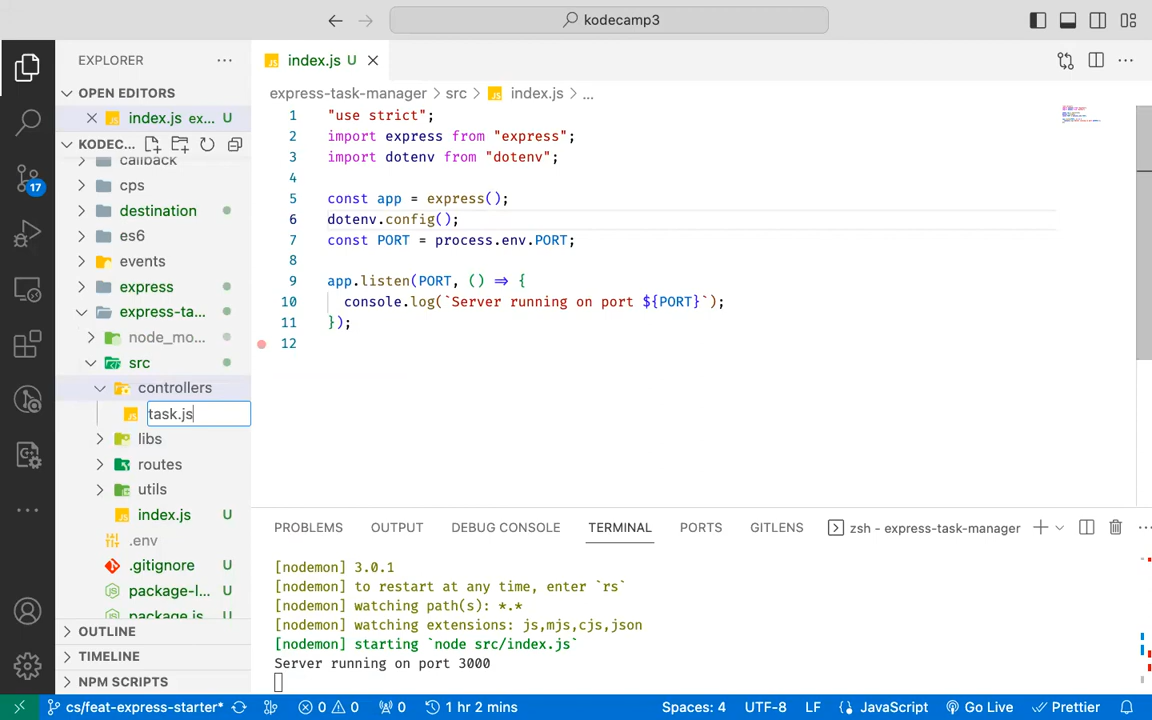 kodecamp3
EXPLORER
OPEN EDITORS
index.js ex... U
KODEC...
callback
cps
destination
es6
events
express
express-ta...
node_mo...
src
controllers
task.js
libs
routes
utils
index.js U
.env
.gitignore U
package-l... U
package.js U
OUTLINE
TIMELINE
NPM SCRIPTS
17
index.js U
express-task-manager > src > JS index.js > ...
1 "use strict";
2 import express from "express";
3 import dotenv from "dotenv";
4
5 const app = express();
6 dotenv.config();
7 const PORT = process.env.PORT;
8
9 app.listen(PORT, () => {
10 console.log(`Server running on port ${PORT}`);
11 });
12
PROBLEMS OUTPUT DEBUG CONSOLE TERMINAL PORTS GITLENS zsh - express-task-manager
[nodemon] 3.0.1
[nodemon] to restart at any time, enter `rs`
[nodemon] watching path(s): *.*
[nodemon] watching extensions: js,mjs,cjs,json
[nodemon] starting `node src/index.js`
Server running on port 3000
cs/feat-express-starter* 0 0 0 1 hr 2 mins Spaces: 4 UTF-8 LF JavaScript Go Live Prettier